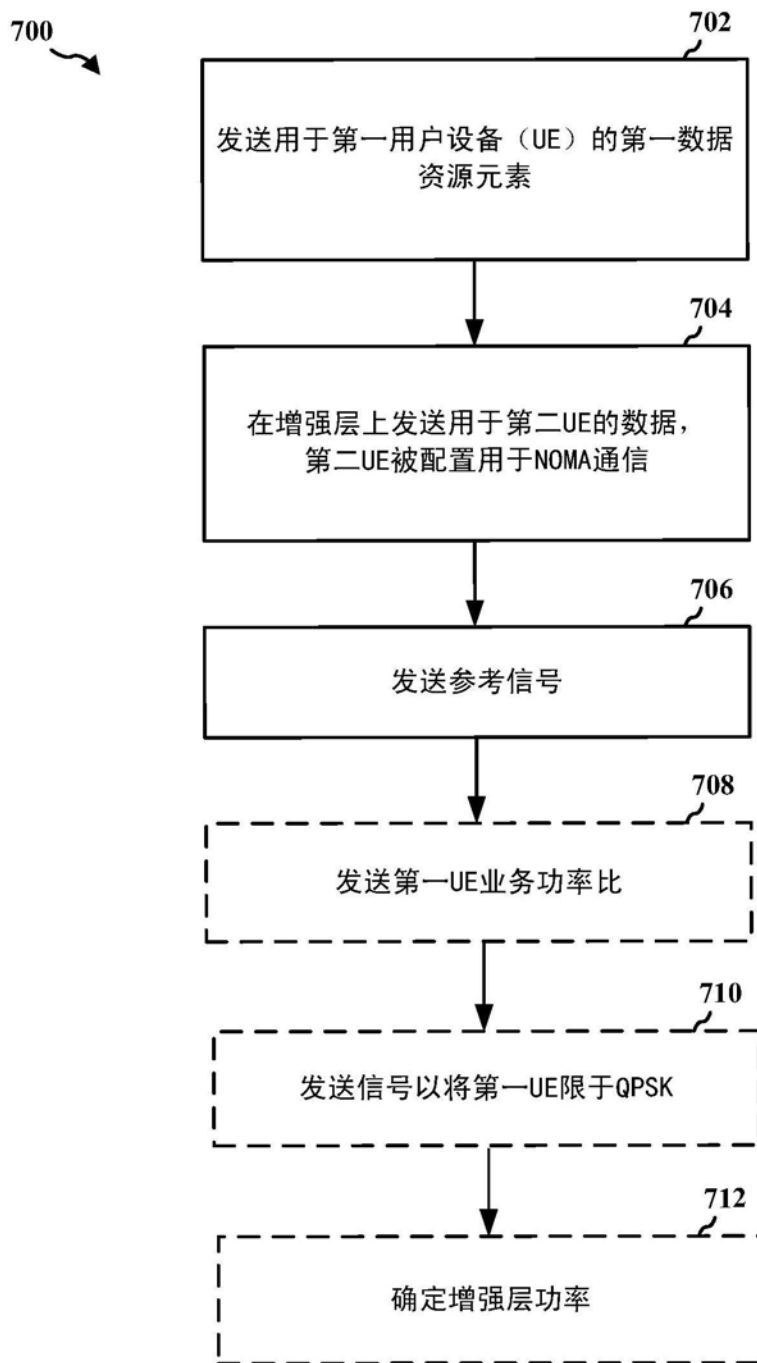 700
702
发送用于第一用户设备（UE）的第一数据
资源元素
704
在增强层上发送用于第二UE的数据，
第二UE被配置用于NOMA通信
706
发送参考信号
708
发送第一UE业务功率比
710
发送信号以将第一UE限于QPSK
712
确定增强层功率